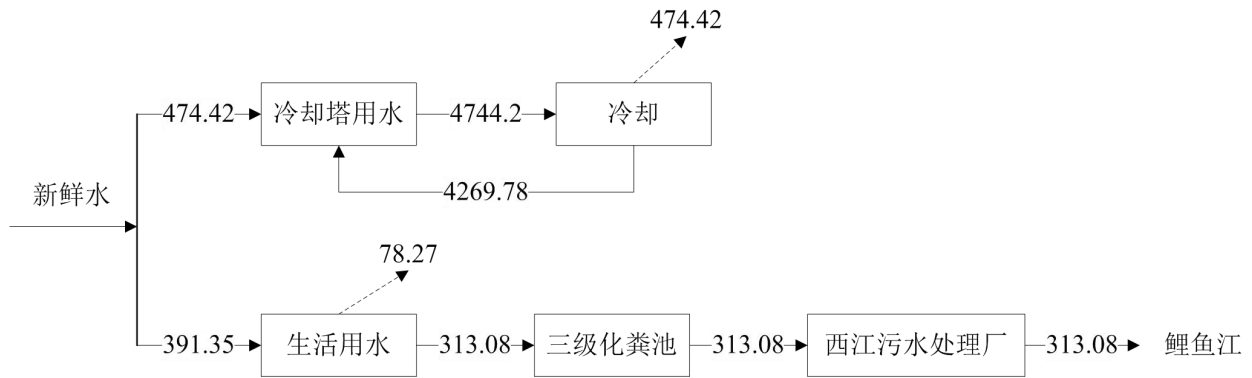 474.42
474.42
冷却塔用水
4744.2
冷却
4269.78
新鲜水
78.27
391.35
生活用水
313.08
三级化粪池
313.08
西江污水处理厂
313.08
鲤鱼江